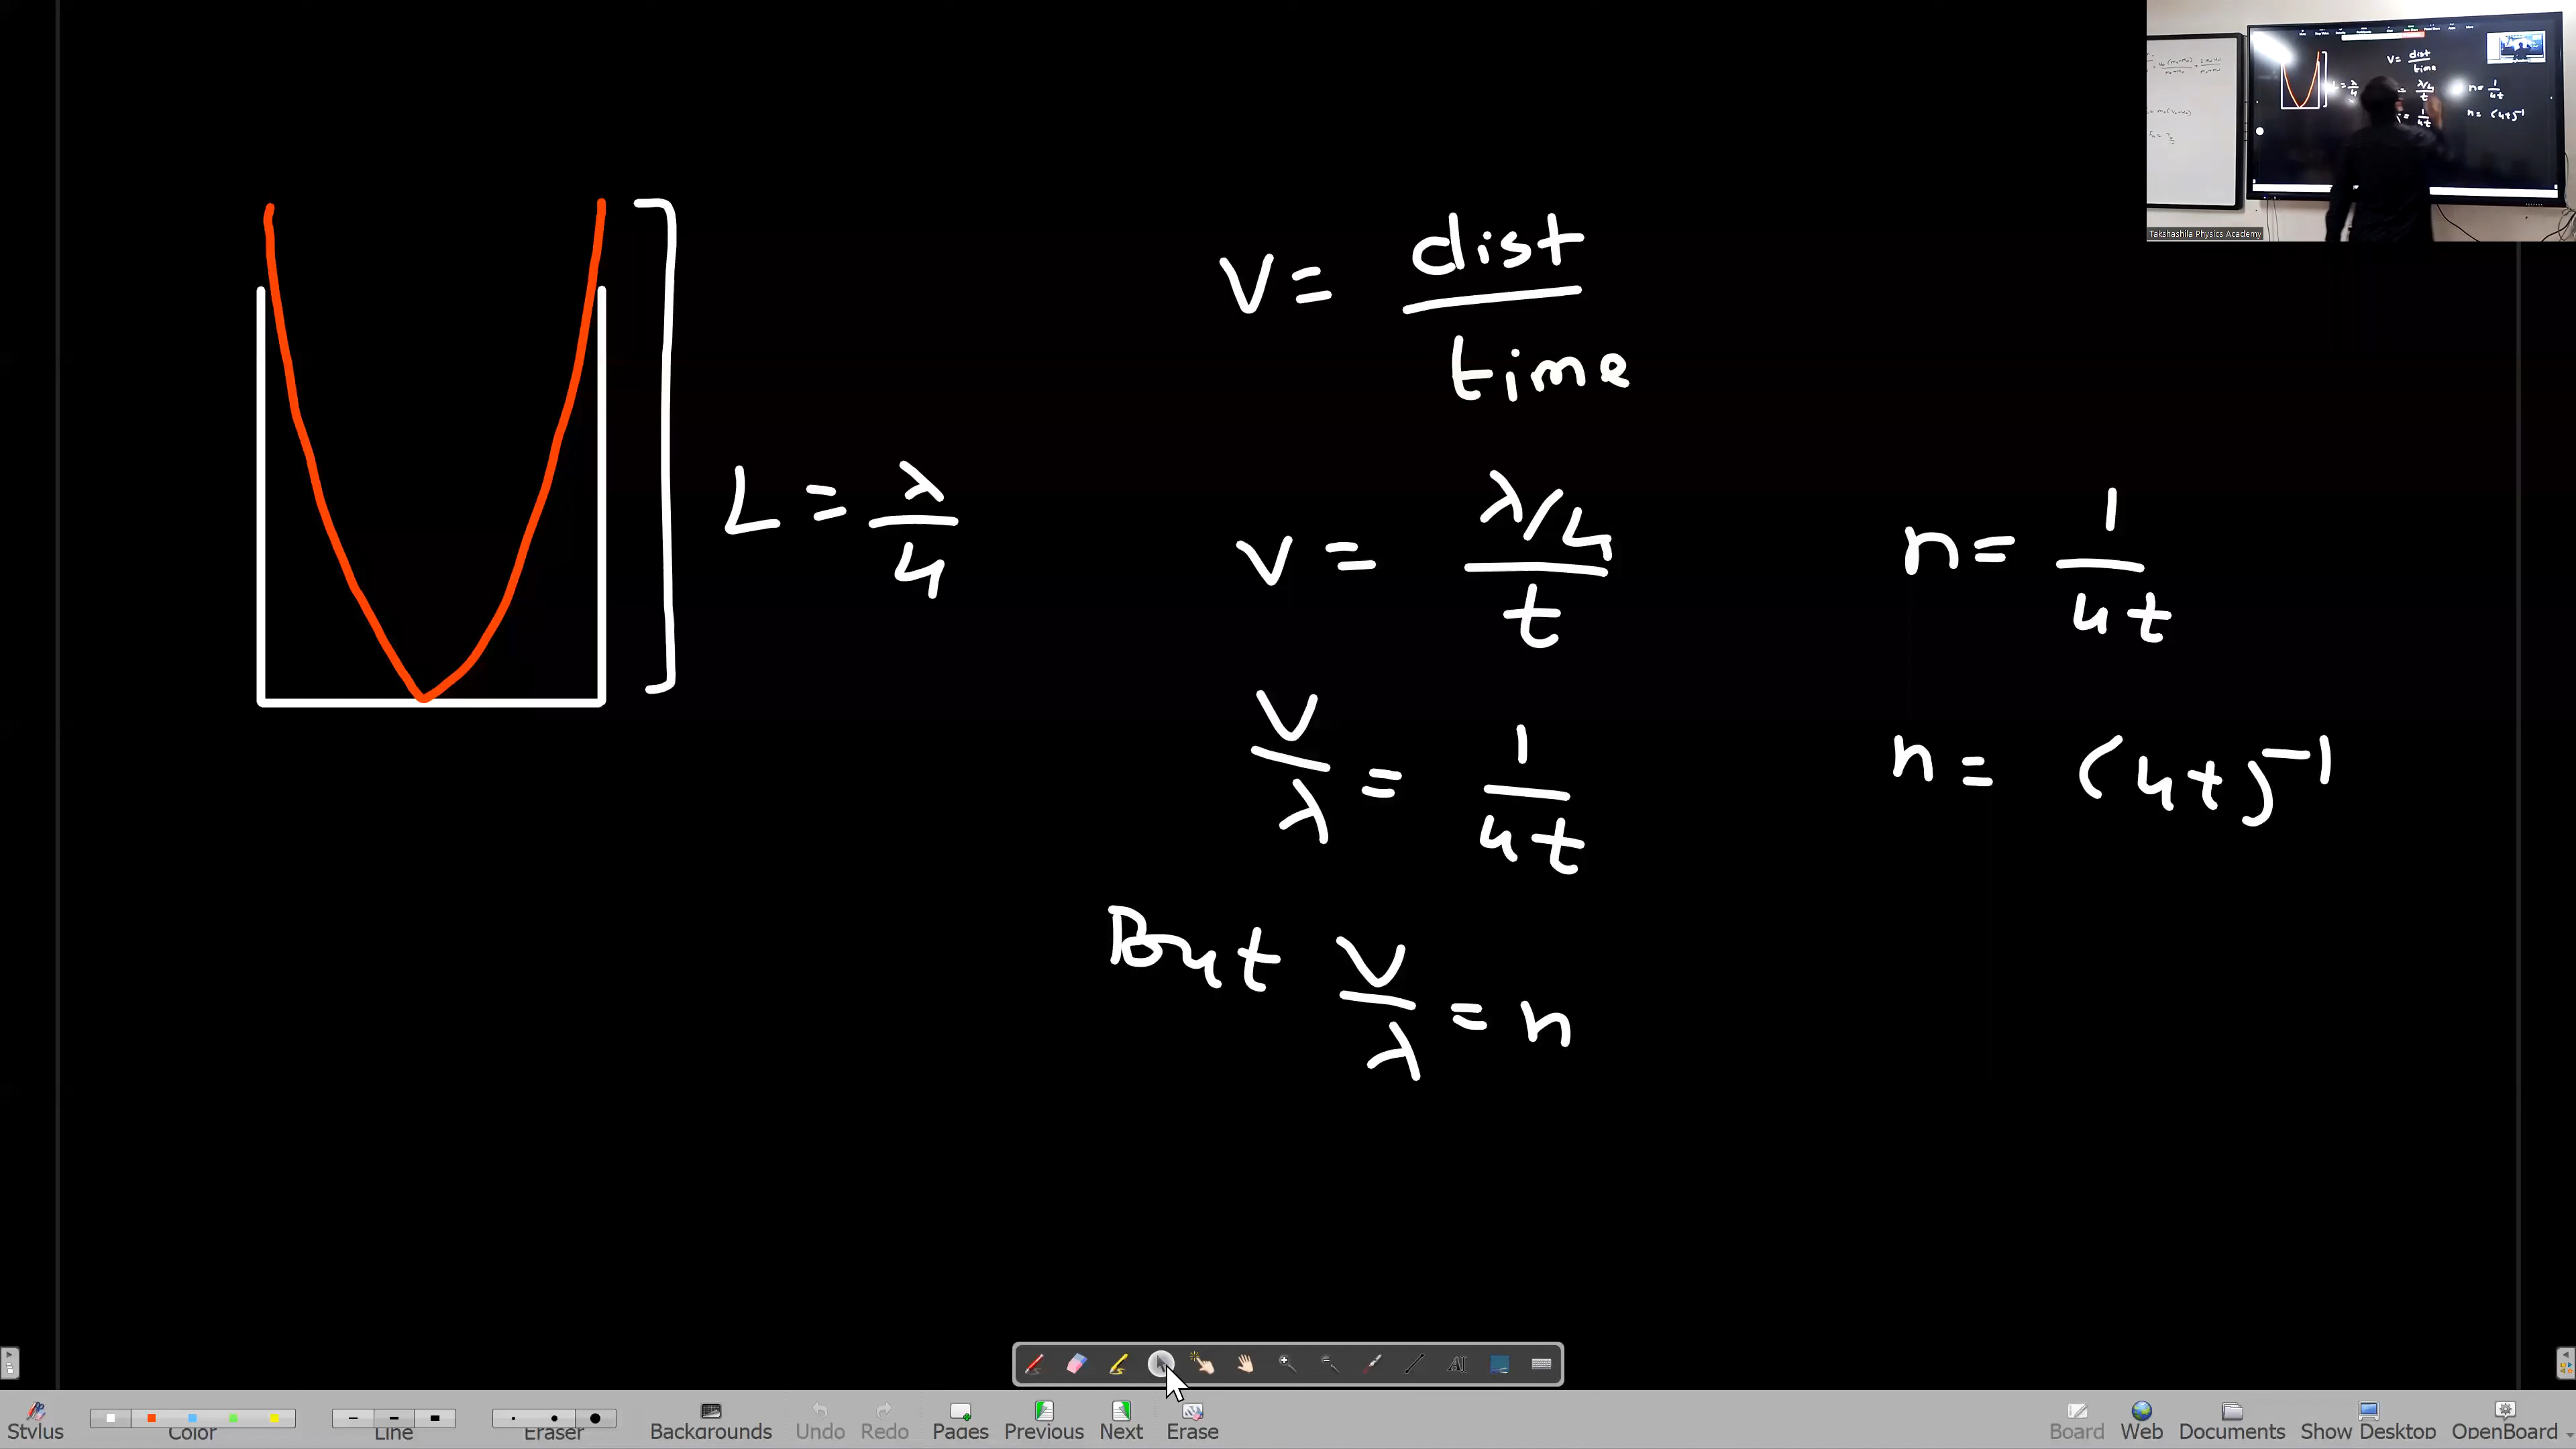 V = dist / time
L = λ / 4
v = λ/4 / t
n = 1 / 4t
V / λ = 1 / 4t
n = (4t)⁻¹
But V / λ = n
Takshashila Physics Academy
Stylus
Color
Line
Eraser
Backgrounds
Undo
Redo
Pages
Previous
Next
Erase
Board
Web
Documents
Show Desktop
OpenBoard